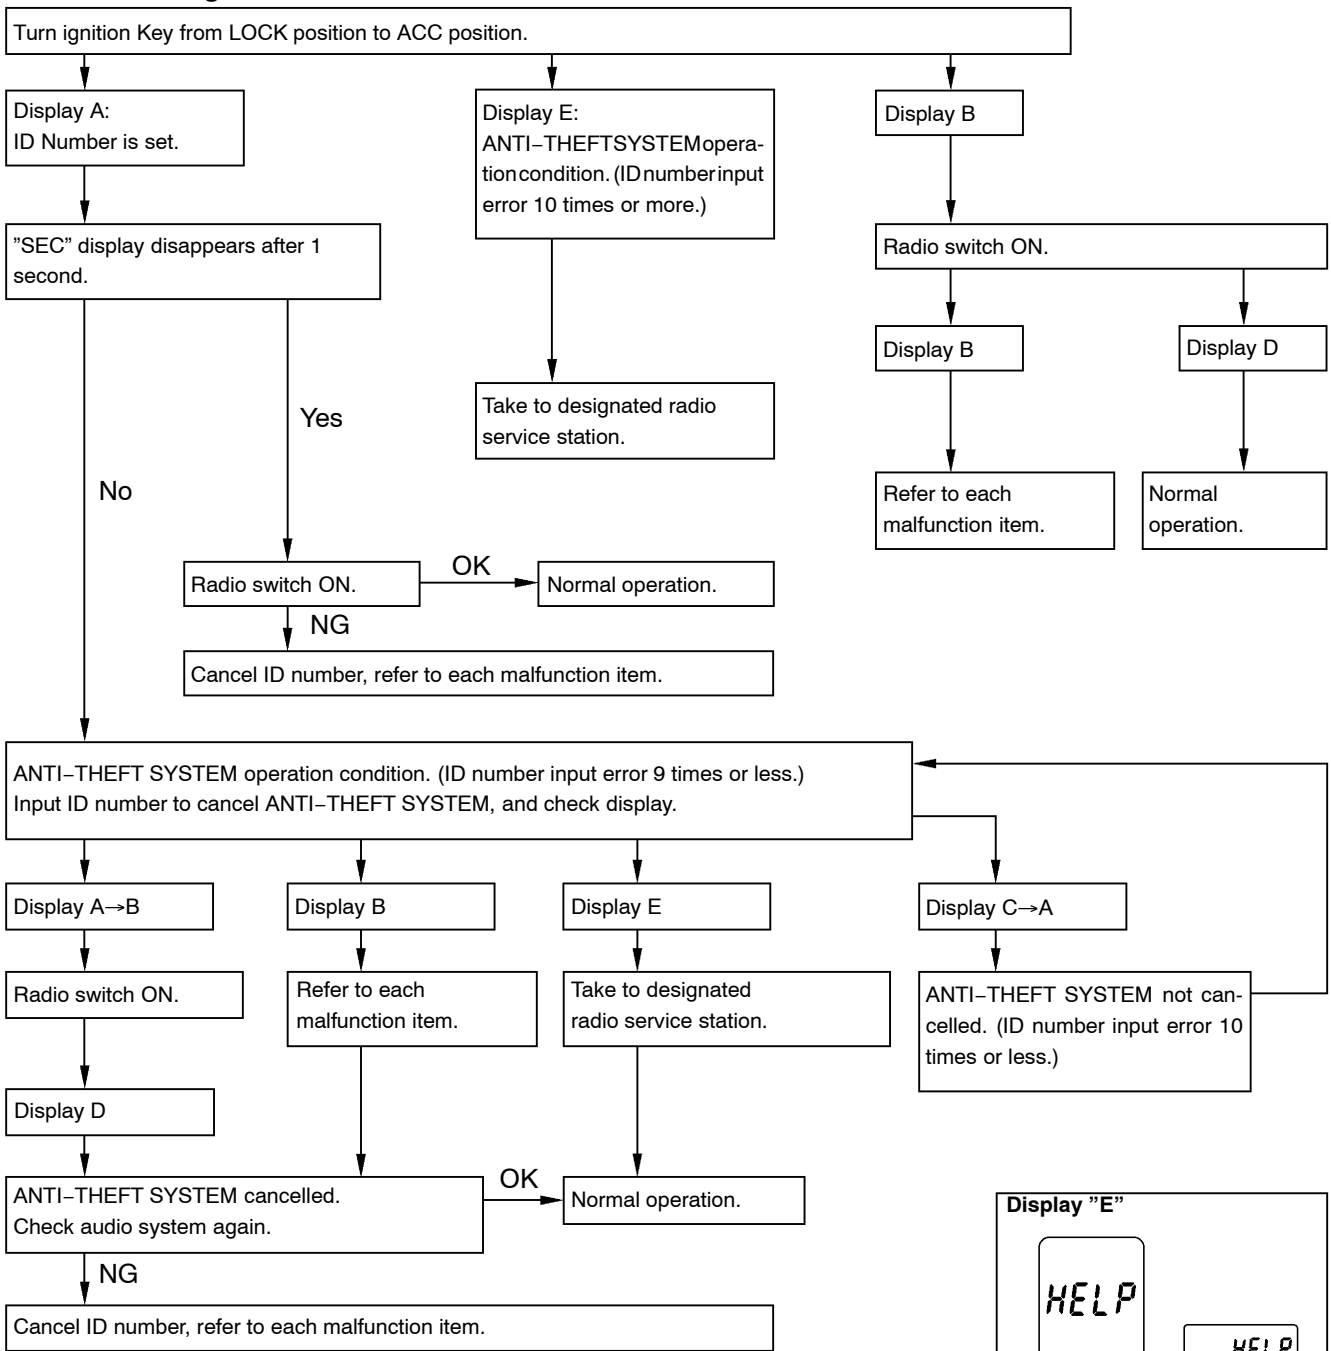 Turn ignition Key from LOCK position to ACC position.
Display A:
ID Number is set.
Display E:
ANTI–THEFTSYSTEMopera-
tioncondition. (IDnumberinput
error 10 times or more.)
Display B
”SEC” display disappears after 1
second.
Radio switch ON.
Display B
Display D
Take to designated radio
service station.
Yes
No
Refer to each
malfunction item.
Normal
operation.
Radio switch ON.
OK
Normal operation.
NG
Cancel ID number, refer to each malfunction item.
ANTI–THEFT SYSTEM operation condition. (ID number input error 9 times or less.)
Input ID number to cancel ANTI–THEFT SYSTEM, and check display.
Display A→B
Display B
Display E
Display C→A
Radio switch ON.
Refer to each
malfunction item.
Take to designated
radio service station.
ANTI–THEFT SYSTEM not can-
celled. (ID number input error 10
times or less.)
Display D
ANTI–THEFT SYSTEM cancelled.
Check audio system again.
OK
Normal operation.
NG
Cancel ID number, refer to each malfunction item.
Display ”E”
HELP
HELP